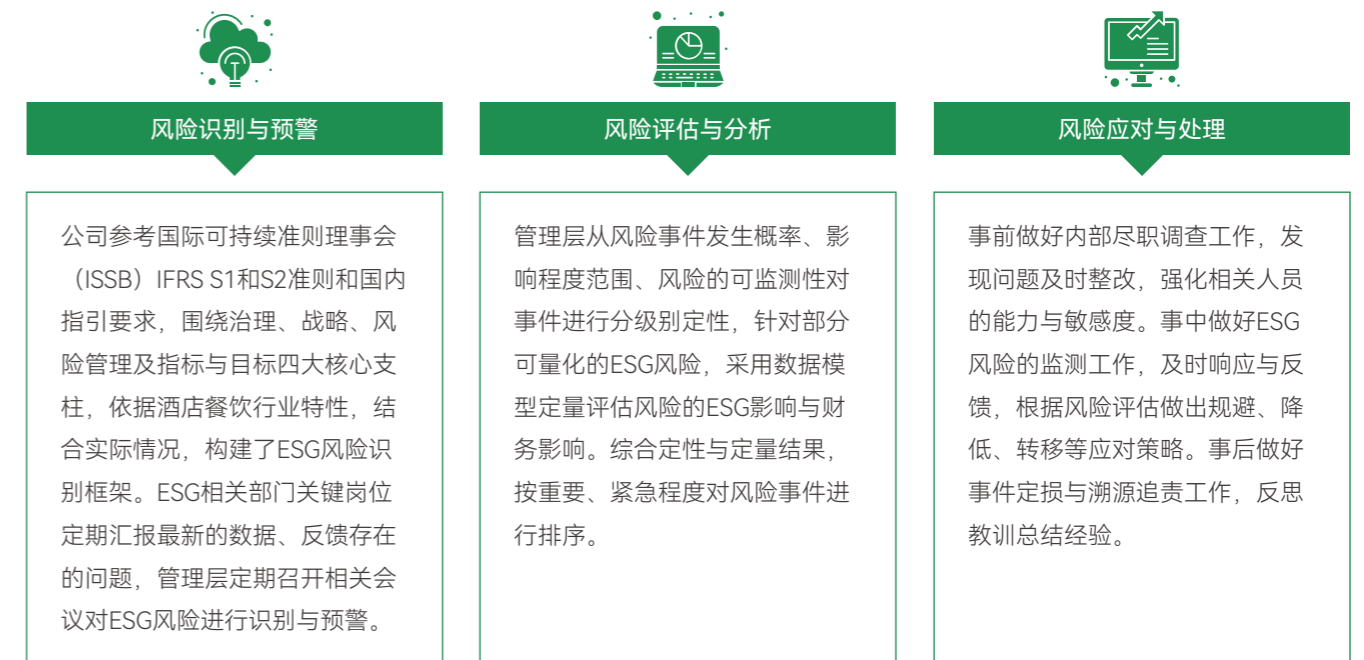 风险识别与预警
公司参考国际可持续准则理事会
（ISSB）IFRS S1和S2准则和国内
指引要求，围绕治理、战略、风
险管理及指标与目标四大核心支
柱，依据酒店餐饮行业特性，结
合实际情况，构建了ESG风险识
别框架。ESG相关部门关键岗位
定期汇报最新的数据、反馈存在
的问题，管理层定期召开相关会
议对ESG风险进行识别与预警。
风险评估与分析
管理层从风险事件发生概率、影
响程度范围、风险的可监测性对
事件进行分级别定性，针对部分
可量化的ESG风险，采用数据模
型定量评估风险的ESG影响与财
务影响。综合定性与定量结果，
按重要、紧急程度对风险事件进
行排序。
风险应对与处理
事前做好内部尽职调查工作，发
现问题及时整改，强化相关人员
的能力与敏感度。事中做好ESG
风险的监测工作，及时响应与反
馈，根据风险评估做出规避、降
低、转移等应对策略。事后做好
事件定损与溯源追责工作，反思
教训总结经验。